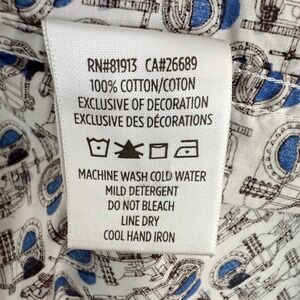 RN#81913 CA#26689
100% COTTON/COTON
EXCLUSIVE OF DECORATION
EXCLUSIVE DES DÉCORATIONS
MACHINE WASH COLD WATER
MILD DETERGENT
DO NOT BLEACH
LINE DRY
COOL HAND IRON